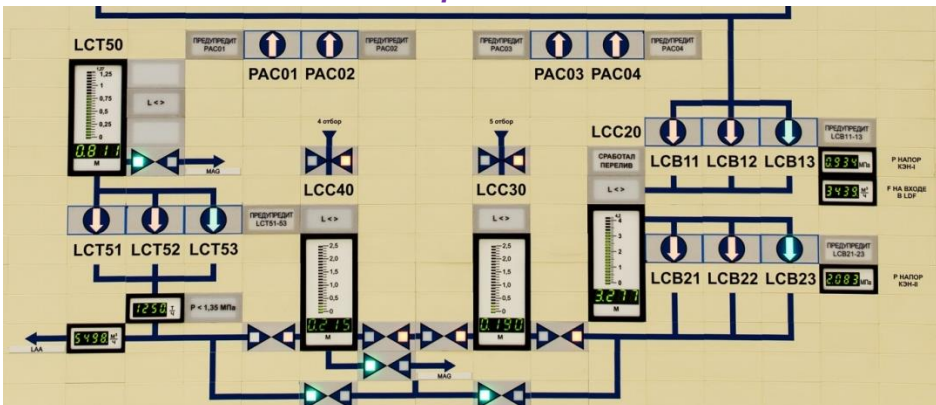 LCT50
ПРЕДУПРЕДИТ
PAC01
PAC01
PAC02
ПРЕДУПРЕДИТ
PAC02
ПРЕДУПРЕДИТ
PAC03
PAC03
PAC04
ПРЕДУПРЕДИТ
PAC04
1,25
1
0,75
0,5
0,25
0
0.811
М
L < >
MAG
4 отбор
LCC40
L < >
5 отбор
LCC30
L < >
LCC20
СРАБОТАЛ
ПЕРЕЛИВ
L < >
LCB11
LCB12
LCB13
ПРЕДУПРЕДИТ
LCB11-13
0.934 МПа
Р НАПОР
КЭН-I
3439 М³/Ч
F НА ВХОДЕ
В LDF
LCT51
LCT52
LCT53
ПРЕДУПРЕДИТ
LCT51-53
2,5
2,0
1,5
1,0
0,5
0
0.215
М
2,5
2,0
1,5
1,0
0,5
0
0.190
М
4
3
2
1
0
3.277
М
LCB21
LCB22
LCB23
ПРЕДУПРЕДИТ
LCB21-23
2.083 МПа
Р НАПОР
КЭН-II
1250 Т/Ч
P < 1,35 МПа
5498 М³/Ч
LAA
MAG